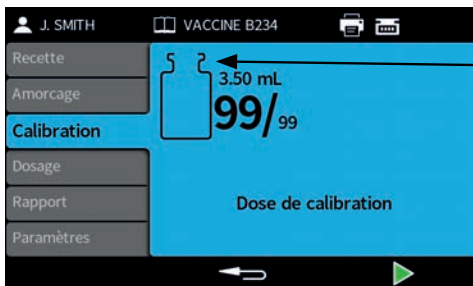 J. SMITH
VACCINE B234
Recette
Amorcage
Calibration
Dosage
Rapport
Paramètres
3.50 mL
99/99
Dose de calibration